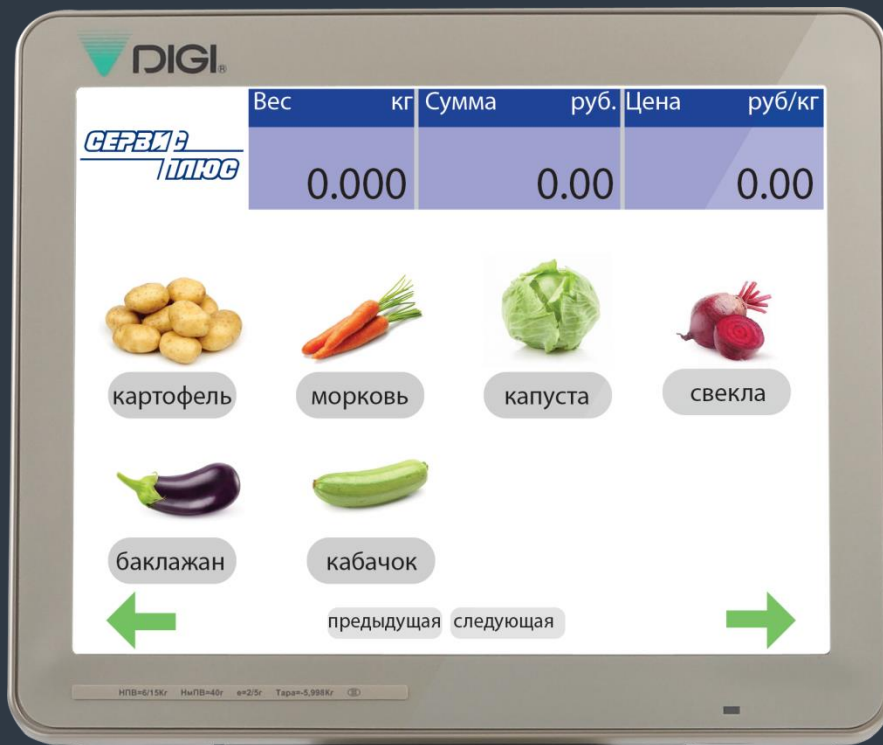 DIGI®
Вес кг Сумма руб. Цена руб/кг
СЕРВИС
ПЛЮС
0.000 0.00 0.00
картофель морковь капуста свекла
баклажан кабачок
предыдущая следующая
НПВ=6/15Кг НмПВ=40г e=2/5г Тара=-5,998Кг